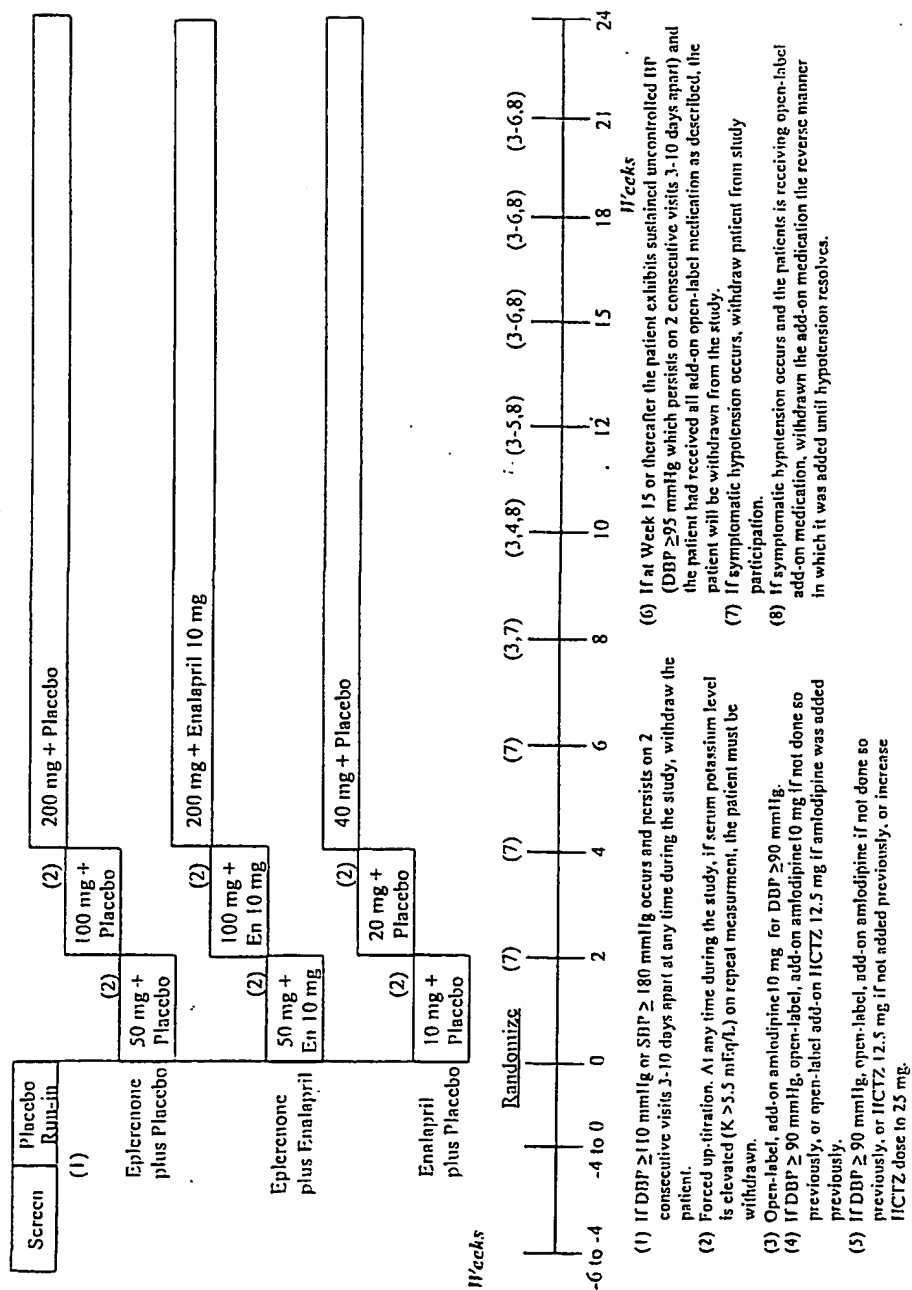 Screen
Placebo
Run-in
(1)
Eplerenone
plus Placebo
50 mg +
Placebo
(2)
100 mg +
Placebo
(2)
200 mg + Placebo
Eplerenone
plus Enalapril
50 mg +
En 10 mg
(2)
100 mg +
En 10 mg
(2)
200 mg + Enalapril 10 mg
Enalapril
plus Placebo
10 mg +
Placebo
(2)
20 mg +
Placebo
(2)
40 mg + Placebo
Weeks
Randomize
(7)
(7)
(7)
(3,7)
(3,4,8)
(3-5,8)
(3-6,8)
(3-6,8)
(3-6,8)
-6 to -4
-4 to 0
0
2
4
6
8
10
12
15
18
21
24
Weeks
(1) If DBP ≥110 mmHg or SBP ≥ 180 mmHg occurs and persists on 2
consecutive visits 3-10 days apart at any time during the study, withdraw the
patient.
(2) Forced up-titration. At any time during the study, if serum potassium level
is elevated (K >5.5 mEq/L) on repeat measurment, the patient must be
withdrawn.
(3) Open-label, add-on amlodipine10 mg for DBP ≥90 mmHg.
(4) If DBP ≥ 90 mmHg, open-label, add-on amlodipine10 mg if not done so
previously, or open-label add-on HCTZ 12.5 mg if amlodipine was added
previously.
(5) If DBP ≥ 90 mmHg, open-label, add-on amlodipine if not done so
previously, or HCTZ 12.5 mg if not added previously, or increase
HCTZ dose to 25 mg.
(6) If at Week 15 or thereafter the patient exhibits sustained uncontrolled BP
(DBP ≥95 mmHg which persists on 2 consecutive visits 3-10 days apart) and
the patient had received all add-on open-label medication as described, the
patient will be withdrawn from the study.
(7) If symptomatic hypotension occurs, withdraw patient from study
participation.
(8) If symptomatic hypotension occurs and the patients is receiving open-label
add-on medication, withdrawn the add-on medication the reverse manner
in which it was added until hypotension resolves.